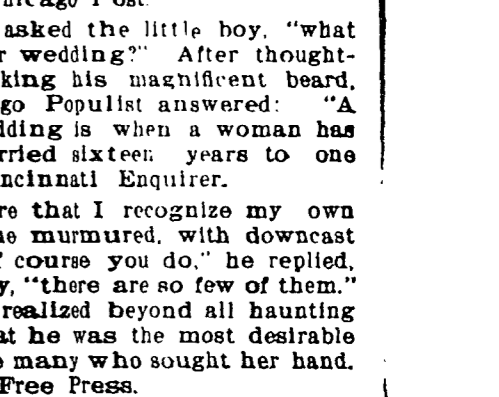 icago Post.
asked the little boy, "what
r wedding?" After thought-
king his magnificent beard,
go Populist answered: "A
dding is when a woman has
rried sixteen years to one
ncinnati Enquirer.
re that I recognize my own
he murmured, with downcast
f course you do," he replied,
y, "there are so few of them."
realized beyond all haunting
at he was the most desirable
e many who sought her hand.
Free Press.